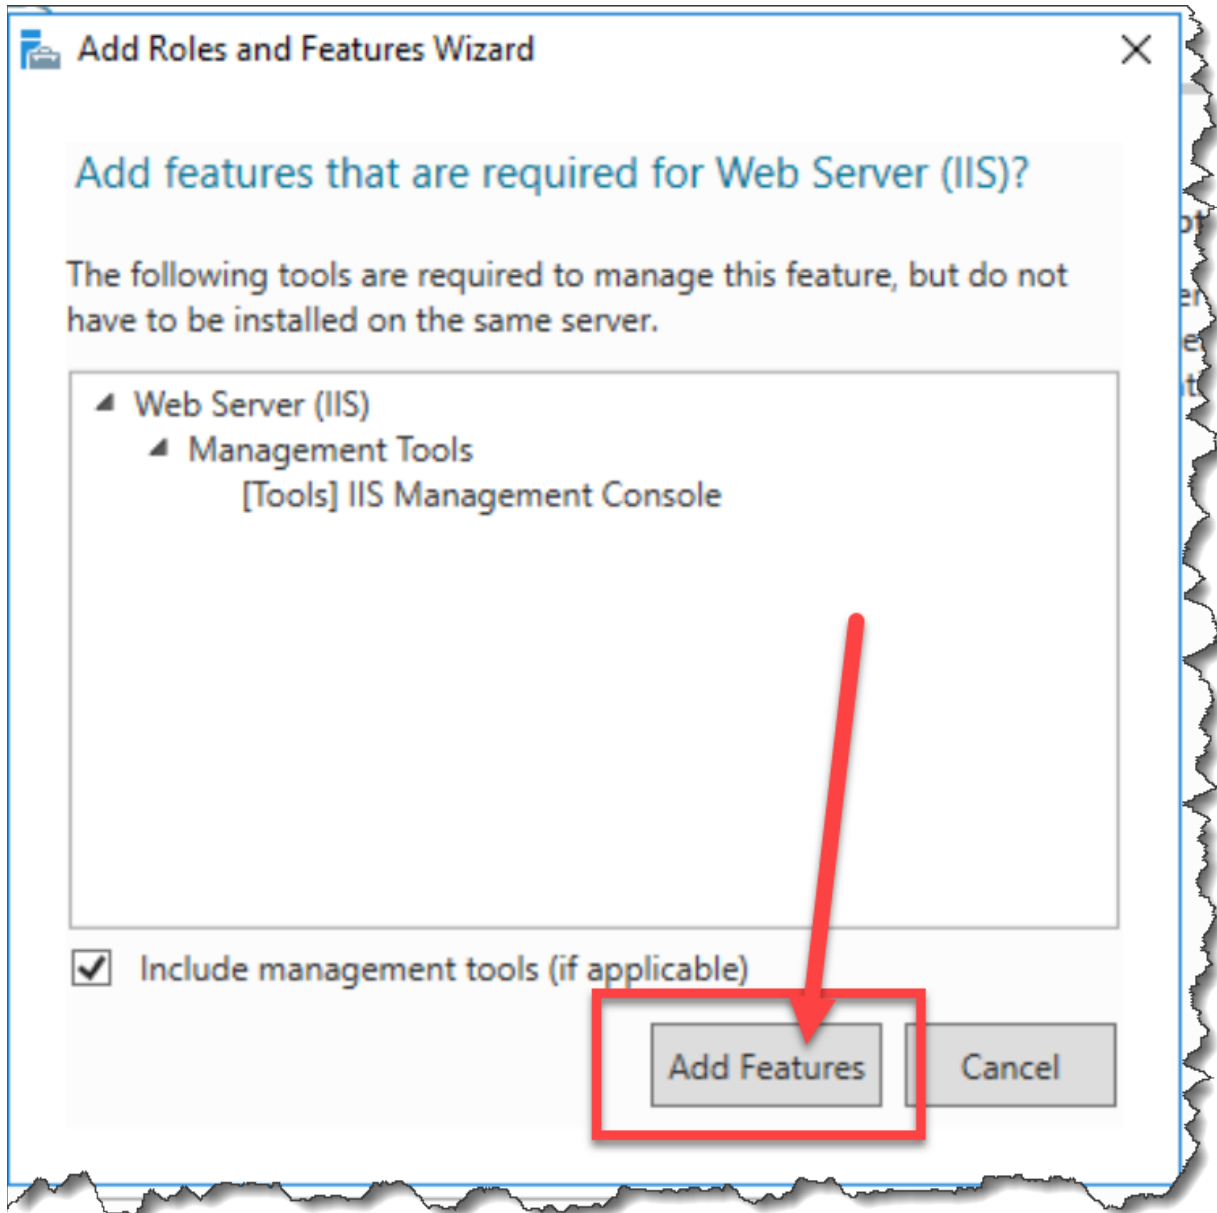 Add Roles and Features Wizard
Add features that are required for Web Server (IIS)?
The following tools are required to manage this feature, but do not
have to be installed on the same server.
Web Server (IIS)
Management Tools
[Tools] IIS Management Console
Include management tools (if applicable)
Add Features
Cancel